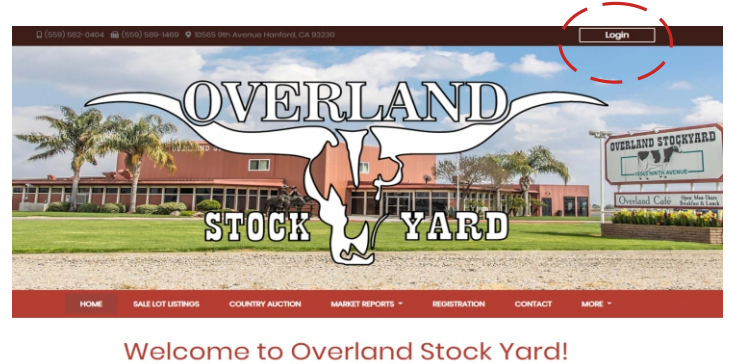 (559) 582-0404 (559) 589-1469 10565 9th Avenue Hanford, CA 93230
Login
OVERLAND
STOCK YARD
OVERLAND STOCKYARD
10565 NINTH AVENUE
Overland Café
HOME SALE LOT LISTINGS COUNTRY AUCTION MARKET REPORTS REGISTRATION CONTACT MORE
Welcome to Overland Stock Yard!